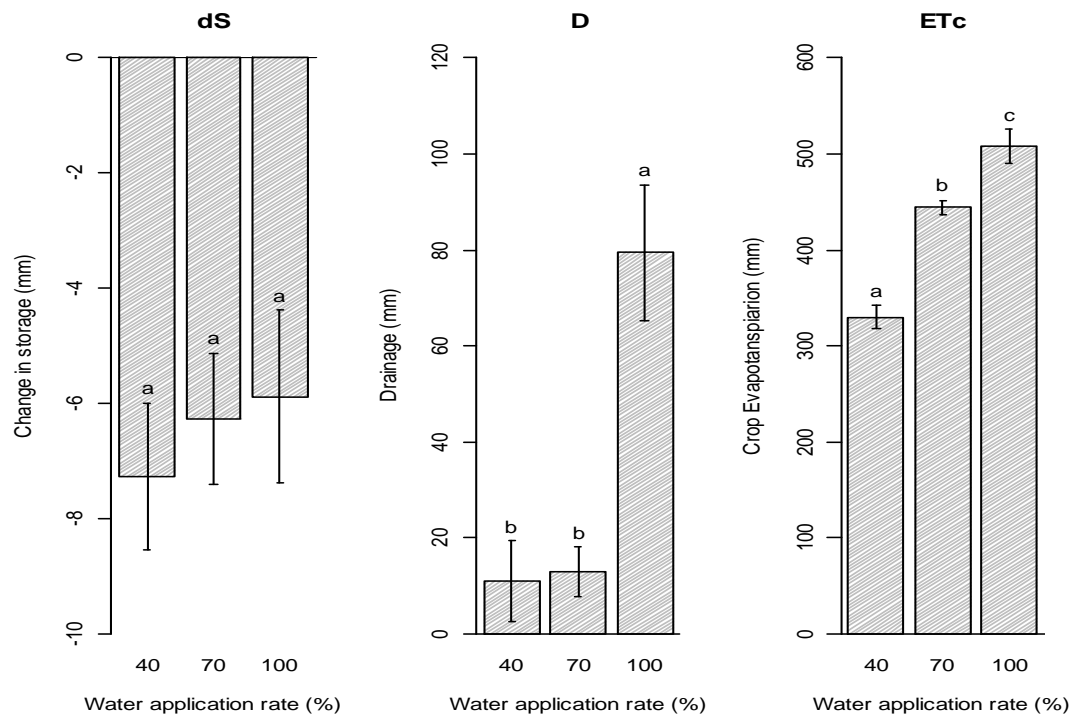 dS
D
ETc
Change in storage (mm)
0
-2
-4
-6
-8
-10
a
a
a
40
70
100
Water application rate (%)
Drainage (mm)
120
100
80
60
40
20
0
b
b
a
40
70
100
Water application rate (%)
Crop Evapotanspiarion (mm)
600
500
400
300
200
100
0
a
b
c
40
70
100
Water application rate (%)